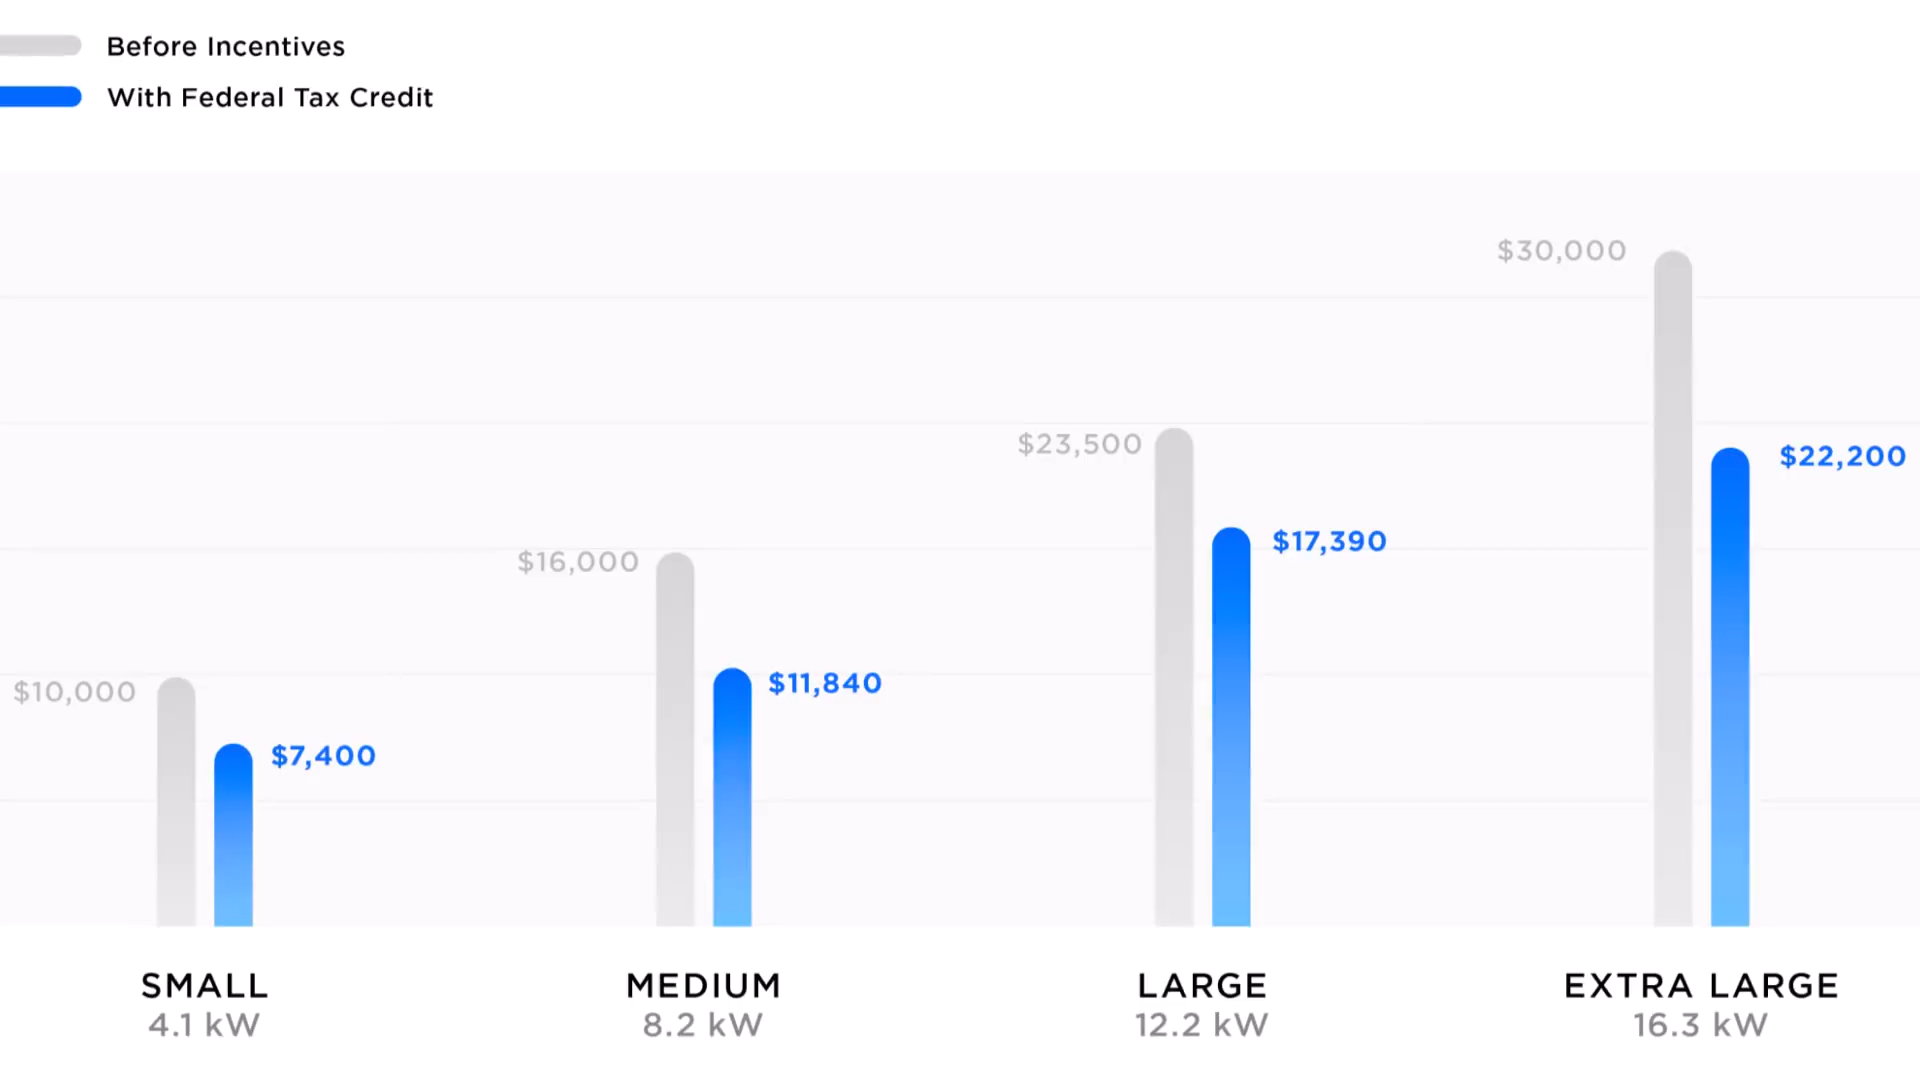 Before Incentives
With Federal Tax Credit
$30,000
$23,500
$22,200
$17,390
$16,000
$11,840
$10,000
$7,400
SMALL
4.1 kW
MEDIUM
8.2 kW
LARGE
12.2 kW
EXTRA LARGE
16.3 kW